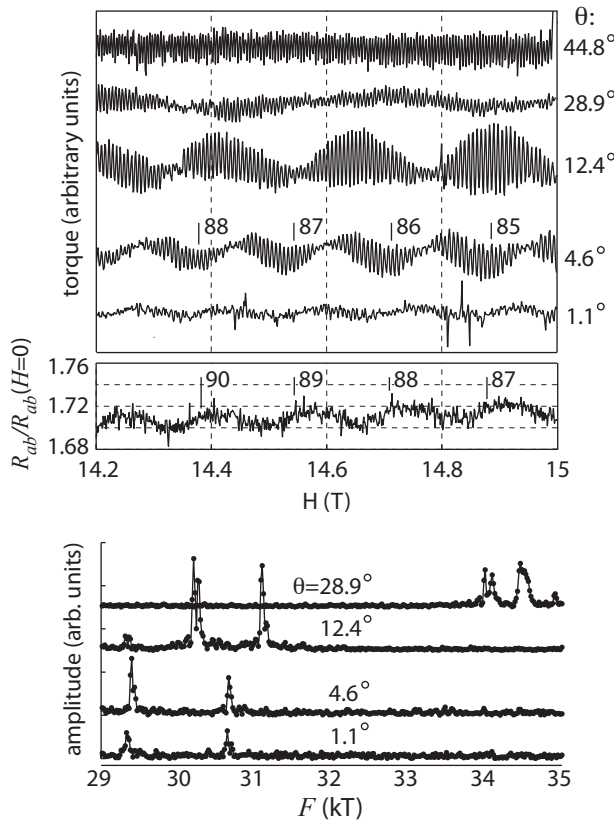 θ:
44.8°
28.9°
12.4°
88 87 86 85
4.6°
1.1°
torque (arbitrary units)
1.76
90 89 88 87
1.72
1.68
R_ab/R_ab(H=0)
14.2 14.4 14.6 14.8 15
H (T)
θ=28.9°
12.4°
4.6°
1.1°
amplitude (arb. units)
29 30 31 32 33 34 35
F (kT)